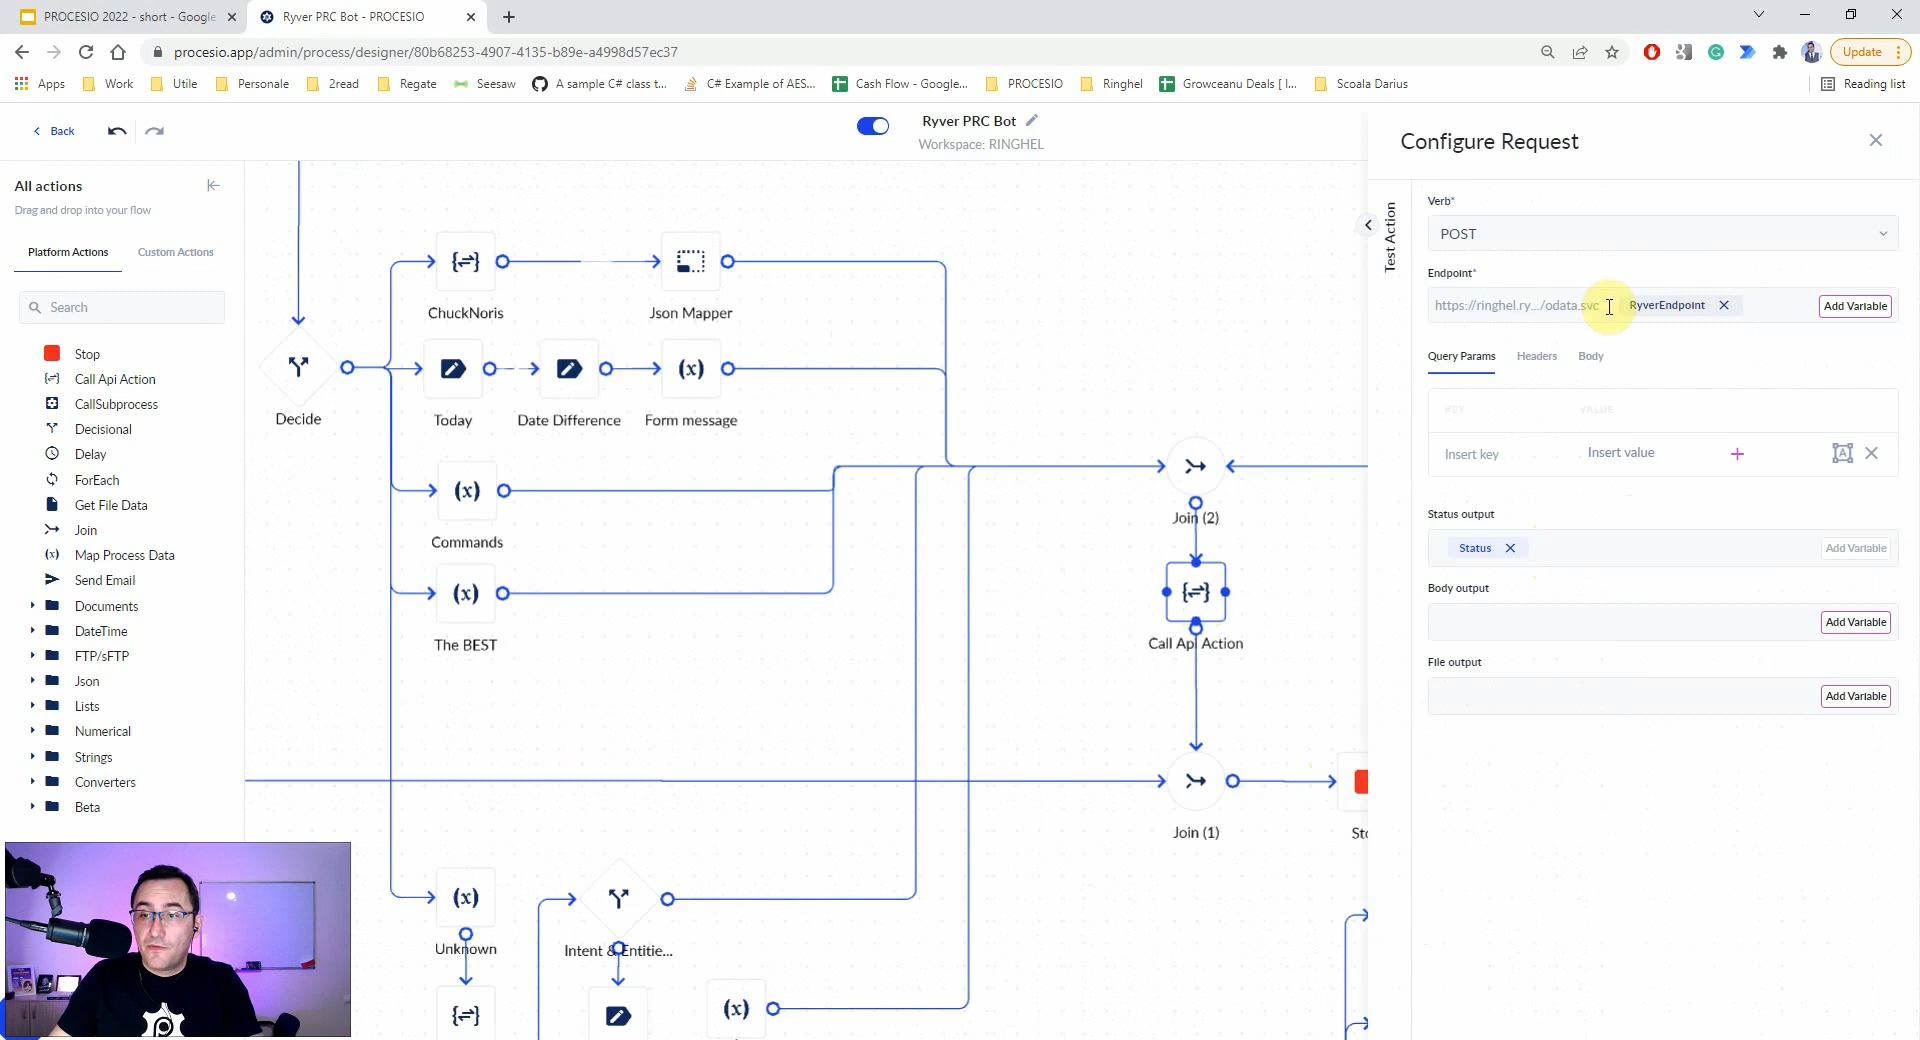 PROCESIO 2022 - short - Google
Ryver PRC Bot - PROCESIO
procesio.app/admin/process/designer/80b68253-4907-4135-b89e-a4998d57ec37
Update
Apps
Work
Utile
Personale
2read
Regate
Seesaw
A sample C# class t...
C# Example of AES...
Cash Flow - Google...
PROCESIO
Ringhel
Growceanu Deals [ I...
Scoala Darius
Reading list
Back
Ryver PRC Bot
Workspace: RINGHEL
Configure Request
All actions
Drag and drop into your flow
Platform Actions
Custom Actions
Search
Stop
Call Api Action
CallSubprocess
Decisional
Delay
ForEach
Get File Data
Join
Map Process Data
Send Email
Documents
DateTime
FTP/sFTP
Json
Lists
Numerical
Strings
Converters
Beta
Decide
ChuckNoris
Json Mapper
Today
Date Difference
Form message
Commands
The BEST
Unknown
Intent & Entitie...
Join (2)
Call Api Action
Join (1)
Sto
Test Action
Verb*
POST
Endpoint*
https://ringhel.ry.../odata.svc
RyverEndpoint
Add Variable
Query Params
Headers
Body
KEY
VALUE
Insert key
Insert value
Status output
Status
Add Variable
Body output
Add Variable
File output
Add Variable